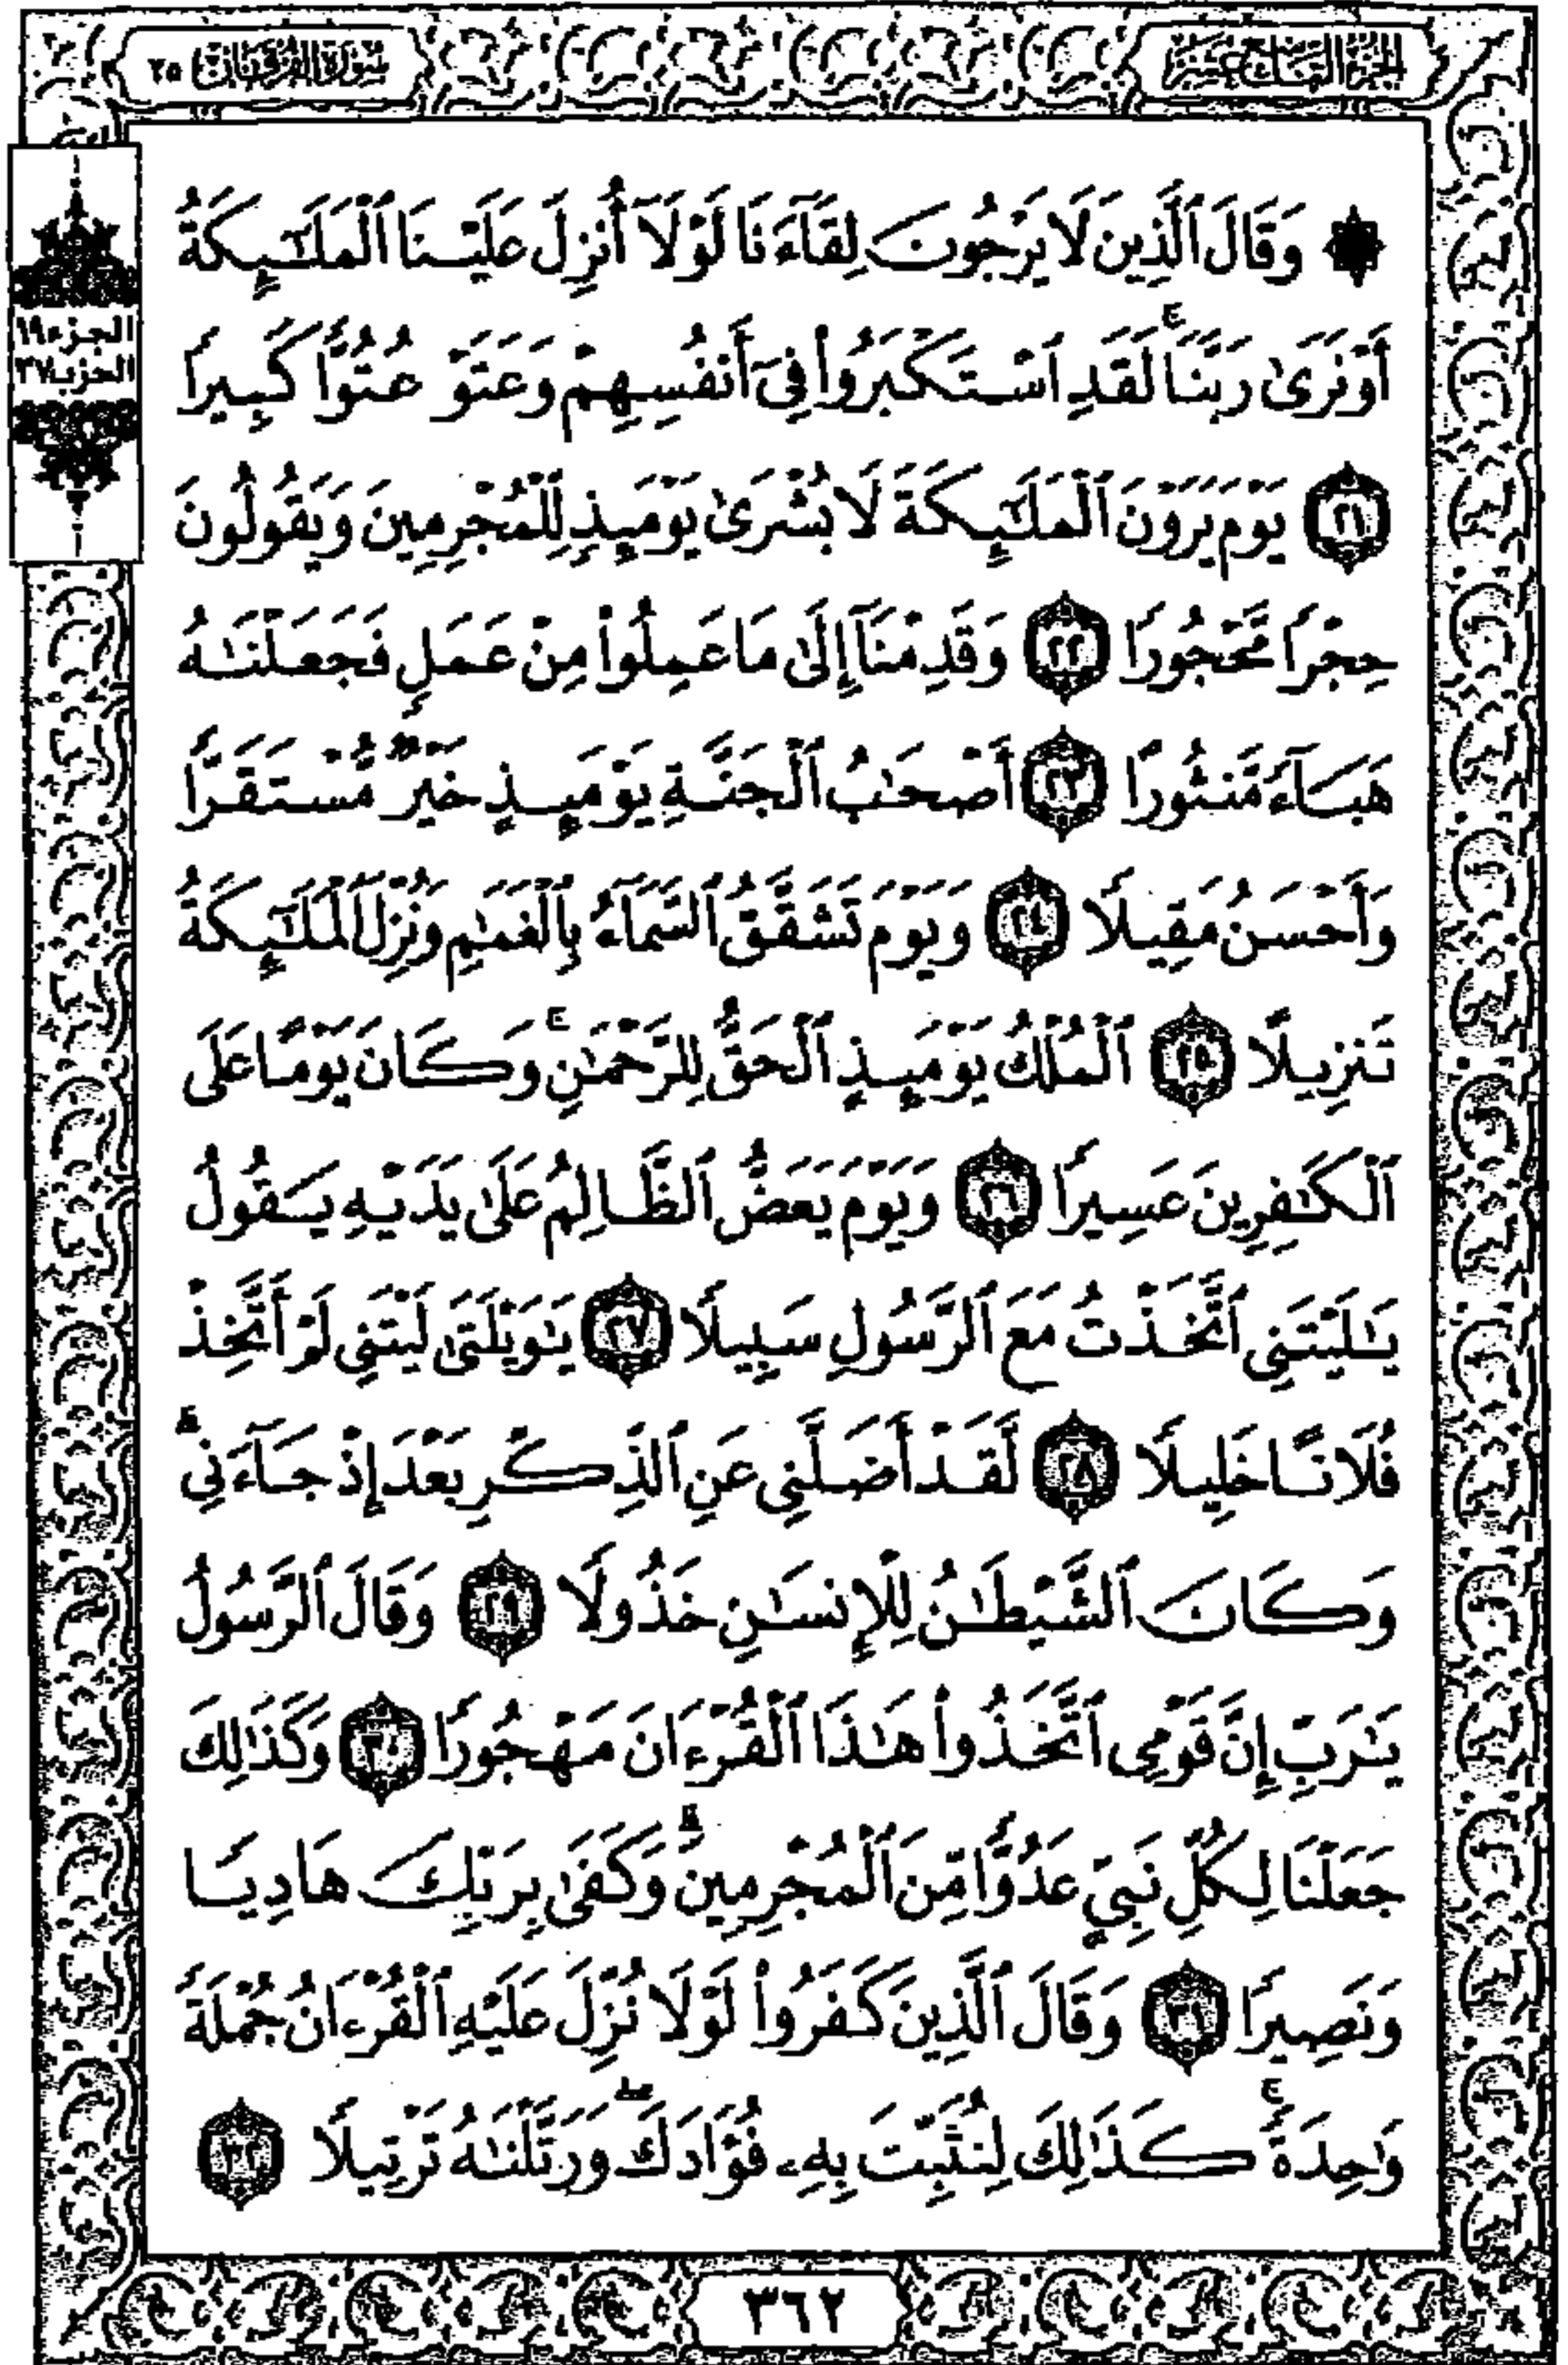 الجزء التاسع عشر
سورة الفرقان ٢٥
الجزء ١٩
الحزب ٣٧
۞ وَقَالَ ٱلَّذِينَ لَا يَرْجُونَ لِقَآءَنَا لَوْلَآ أُنزِلَ عَلَيْنَا ٱلْمَلَٰٓئِكَةُ
أَوْ نَرَىٰ رَبَّنَا ۗ لَقَدِ ٱسْتَكْبَرُوا۟ فِىٓ أَنفُسِهِمْ وَعَتَوْ عُتُوًّا كَبِيرًا
٢١ يَوْمَ يَرَوْنَ ٱلْمَلَٰٓئِكَةَ لَا بُشْرَىٰ يَوْمَئِذٍ لِّلْمُجْرِمِينَ وَيَقُولُونَ
حِجْرًا مَّحْجُورًا ٢٢ وَقَدِمْنَآ إِلَىٰ مَا عَمِلُوا۟ مِنْ عَمَلٍ فَجَعَلْنَٰهُ
هَبَآءً مَّنثُورًا ٢٣ أَصْحَٰبُ ٱلْجَنَّةِ يَوْمَئِذٍ خَيْرٌ مُّسْتَقَرًّا
وَأَحْسَنُ مَقِيلًا ٢٤ وَيَوْمَ تَشَقَّقُ ٱلسَّمَآءُ بِٱلْغَمَٰمِ وَنُزِّلَ ٱلْمَلَٰٓئِكَةُ
تَنزِيلًا ٢٥ ٱلْمُلْكُ يَوْمَئِذٍ ٱلْحَقُّ لِلرَّحْمَٰنِ ۚ وَكَانَ يَوْمًا عَلَى
ٱلْكَٰفِرِينَ عَسِيرًا ٢٦ وَيَوْمَ يَعَضُّ ٱلظَّالِمُ عَلَىٰ يَدَيْهِ يَقُولُ
يَٰلَيْتَنِى ٱتَّخَذْتُ مَعَ ٱلرَّسُولِ سَبِيلًا ٢٧ يَٰوَيْلَتَىٰ لَيْتَنِى لَمْ أَتَّخِذْ
فُلَانًا خَلِيلًا ٢٨ لَّقَدْ أَضَلَّنِى عَنِ ٱلذِّكْرِ بَعْدَ إِذْ جَآءَنِى ۗ
وَكَانَ ٱلشَّيْطَٰنُ لِلْإِنسَٰنِ خَذُولًا ٢٩ وَقَالَ ٱلرَّسُولُ
يَٰرَبِّ إِنَّ قَوْمِى ٱتَّخَذُوا۟ هَٰذَا ٱلْقُرْءَانَ مَهْجُورًا ٣٠ وَكَذَٰلِكَ
جَعَلْنَا لِكُلِّ نَبِىٍّ عَدُوًّا مِّنَ ٱلْمُجْرِمِينَ ۗ وَكَفَىٰ بِرَبِّكَ هَادِيًا
وَنَصِيرًا ٣١ وَقَالَ ٱلَّذِينَ كَفَرُوا۟ لَوْلَا نُزِّلَ عَلَيْهِ ٱلْقُرْءَانُ جُمْلَةً
وَٰحِدَةً ۚ كَذَٰلِكَ لِنُثَبِّتَ بِهِۦ فُؤَادَكَ ۖ وَرَتَّلْنَٰهُ تَرْتِيلًا ٣٢
٣٦٢